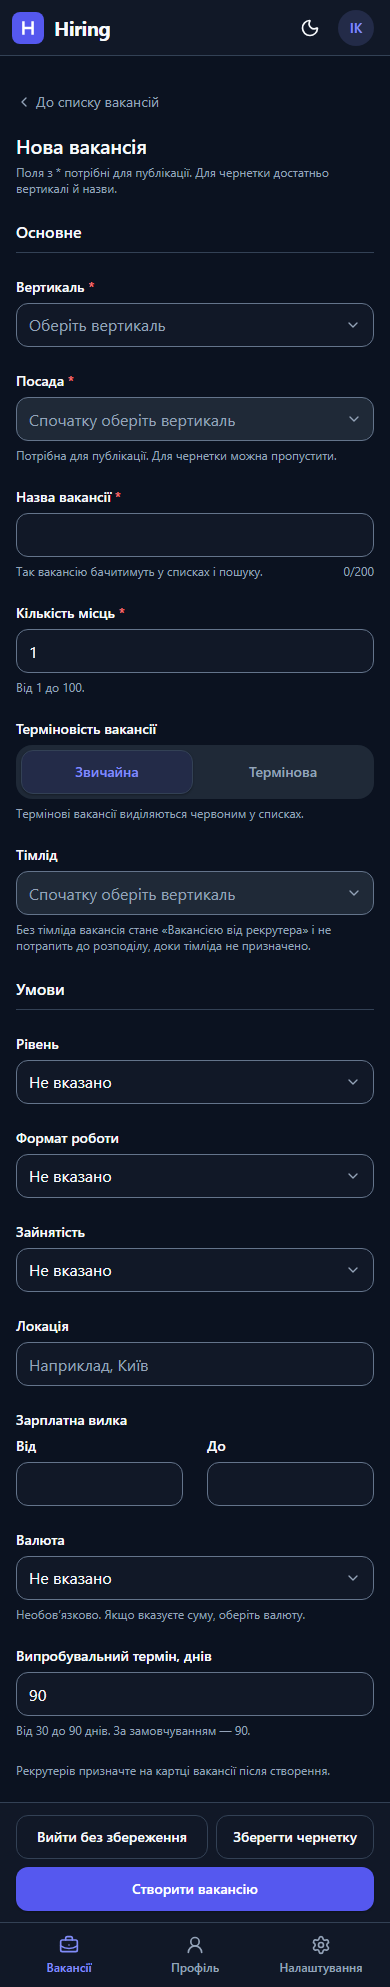 H Hiring
ІК
До списку вакансій
Нова вакансія
Поля з * потрібні для публікації. Для чернетки достатньо
вертикалі й назви.
Основне
Вертикаль *
Оберіть вертикаль
Посада *
Спочатку оберіть вертикаль
Потрібна для публікації. Для чернетки можна пропустити.
Назва вакансії *
Так вакансію бачитимуть у списках і пошуку.
0/200
Кількість місць *
1
Від 1 до 100.
Терміновість вакансії
Звичайна
Термінова
Термінові вакансії виділяються червоним у списках.
Тімлід
Спочатку оберіть вертикаль
Без тімліда вакансія стане «Вакансією від рекрутера» і не
потрапить до розподілу, доки тімліда не призначено.
Умови
Рівень
Не вказано
Формат роботи
Не вказано
Зайнятість
Не вказано
Локація
Наприклад, Київ
Зарплатна вилка
Від
До
Валюта
Не вказано
Необов'язково. Якщо вказуєте суму, оберіть валюту.
Випробувальний термін, днів
90
Від 30 до 90 днів. За замовчуванням — 90.
Рекрутерів призначте на картці вакансії після створення.
Вийти без збереження
Зберегти чернетку
Створити вакансію
Вакансії
Профіль
Налаштування